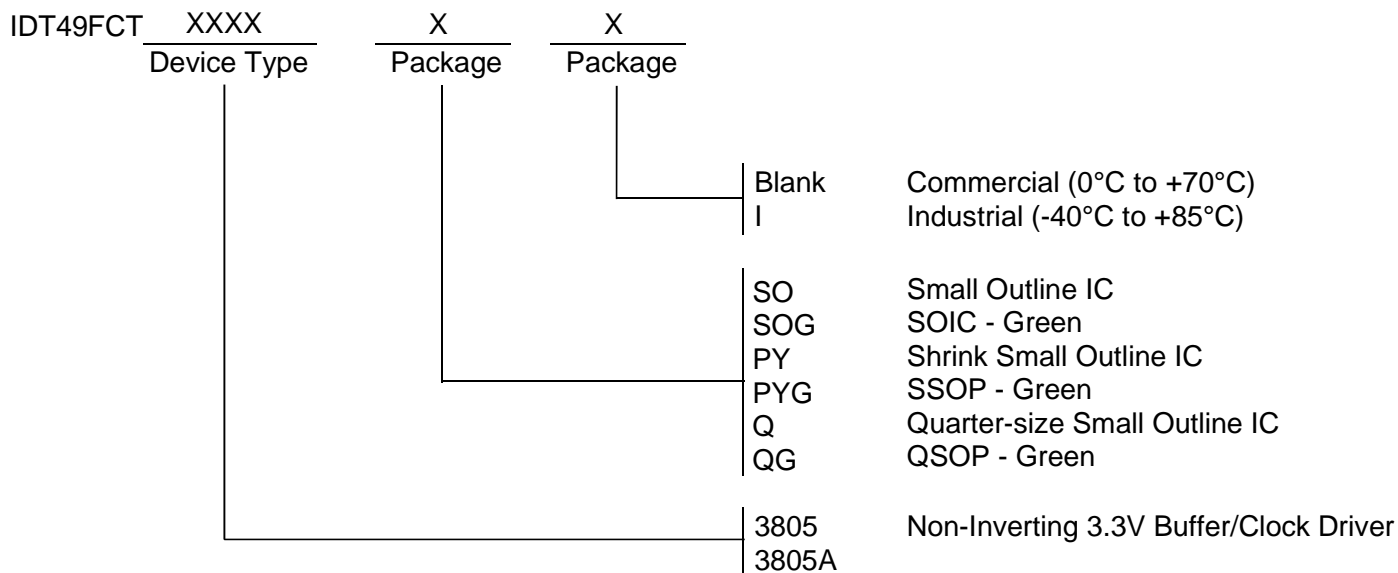 IDT49FCT XXXX X X
Device Type Package Package
Blank Commercial (0°C to +70°C)
I Industrial (-40°C to +85°C)
SO Small Outline IC
SOG SOIC - Green
PY Shrink Small Outline IC
PYG SSOP - Green
Q Quarter-size Small Outline IC
QG QSOP - Green
3805 Non-Inverting 3.3V Buffer/Clock Driver
3805A